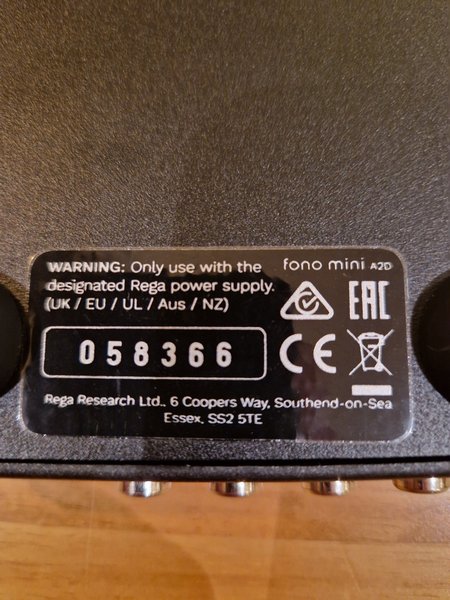 WARNING: Only use with the
designated Rega power supply.
(UK / EU / UL / Aus / NZ)
fono mini A2D
EAC
058366
CE
Rega Research Ltd., 6 Coopers Way, Southend-on-Sea
Essex, SS2 5TE